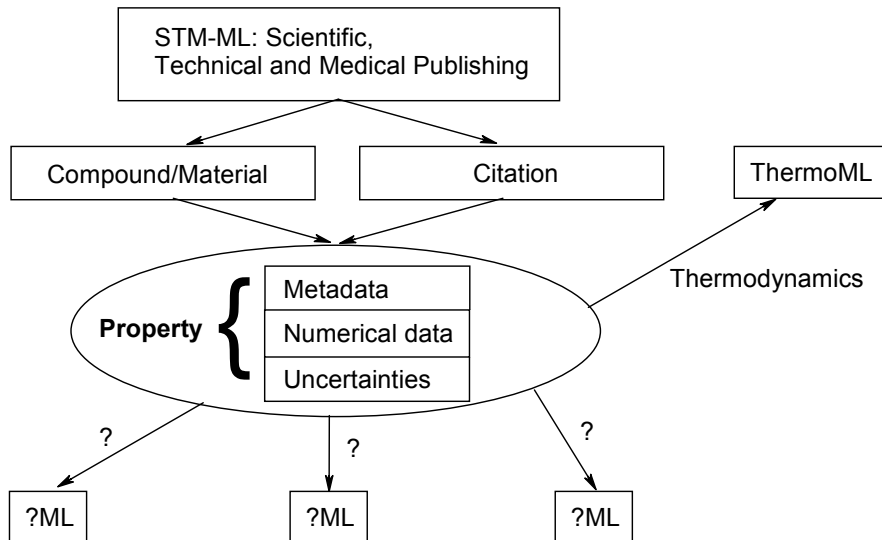 STM-ML: Scientific,
Technical and Medical Publishing
Compound/Material
Citation
ThermoML
Thermodynamics
Property
{
Metadata
Numerical data
Uncertainties
?
?
?
?ML
?ML
?ML